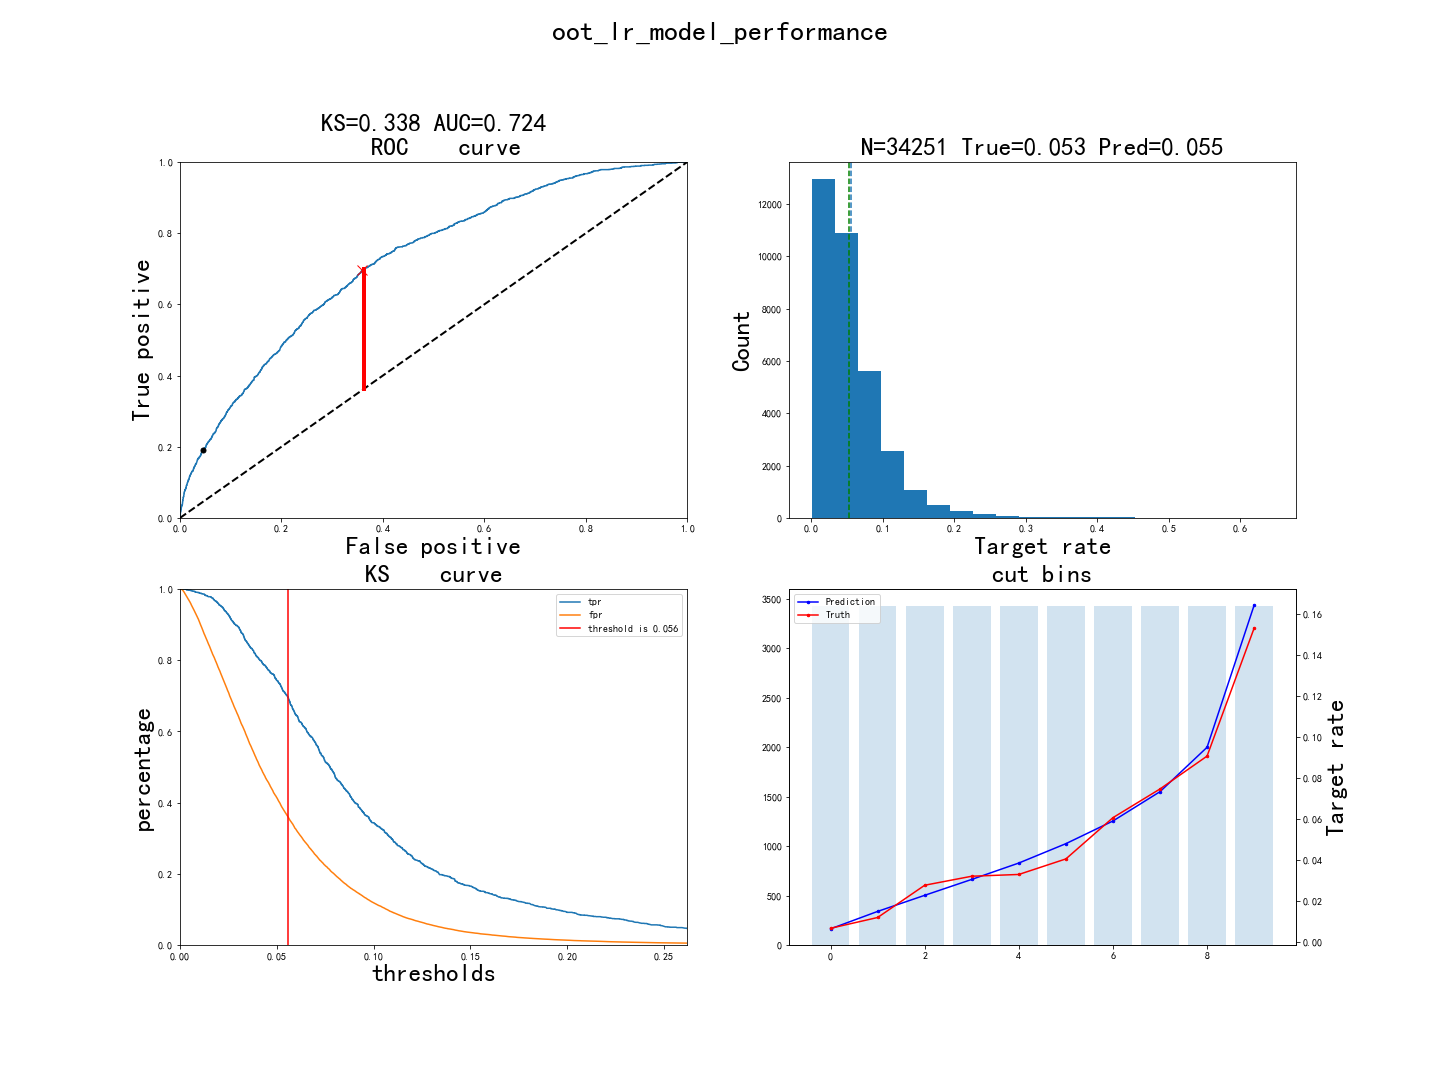 oot_lr_model_performance
KS=0.338 AUC=0.724
ROC curve
1.0
0.8
0.6
0.4
0.2
0.0
0.0 0.2 0.4 0.6 0.8 1.0
True positive
False positive
N=34251 True=0.053 Pred=0.055
12000
10000
8000
6000
4000
2000
0
0.0 0.1 0.2 0.3 0.4 0.5 0.6
Count
Target rate
KS curve
1.0
0.8
0.6
0.4
0.2
0.0
0.00 0.05 0.10 0.15 0.20 0.25
percentage
thresholds
tpr
fpr
threshold is 0.056
cut bins
3500
3000
2500
2000
1500
1000
500
0
0 2 4 6 8
Prediction
Truth
0.16
0.14
0.12
0.10
0.08
0.06
0.04
0.02
0.00
Target rate